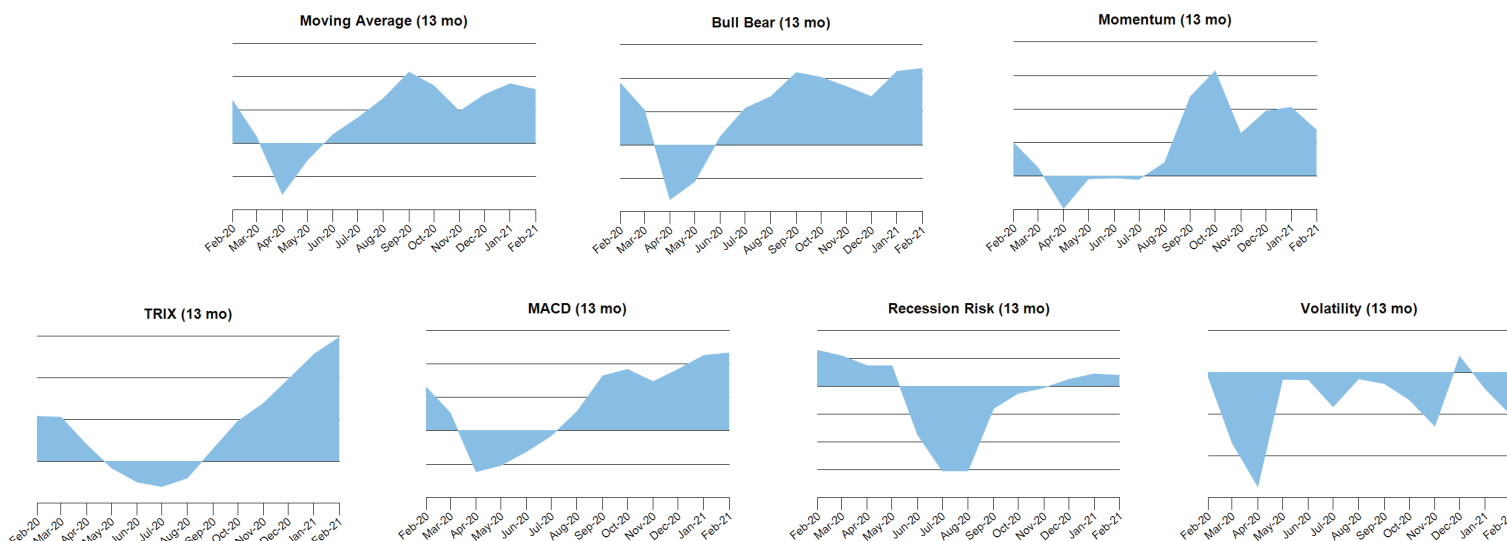 Moving Average (13 mo)
Feb-20 Mar-20 Apr-20 May-20 Jun-20 Jul-20 Aug-20 Sep-20 Oct-20 Nov-20 Dec-20 Jan-21 Feb-21
Bull Bear (13 mo)
Feb-20 Mar-20 Apr-20 May-20 Jun-20 Jul-20 Aug-20 Sep-20 Oct-20 Nov-20 Dec-20 Jan-21 Feb-21
Momentum (13 mo)
Feb-20 Mar-20 Apr-20 May-20 Jun-20 Jul-20 Aug-20 Sep-20 Oct-20 Nov-20 Dec-20 Jan-21 Feb-21
TRIX (13 mo)
Feb-20 Mar-20 Apr-20 May-20 Jun-20 Jul-20 Aug-20 Sep-20 Oct-20 Nov-20 Dec-20 Jan-21 Feb-21
MACD (13 mo)
Feb-20 Mar-20 Apr-20 May-20 Jun-20 Jul-20 Aug-20 Sep-20 Oct-20 Nov-20 Dec-20 Jan-21 Feb-21
Recession Risk (13 mo)
Feb-20 Mar-20 Apr-20 May-20 Jun-20 Jul-20 Aug-20 Sep-20 Oct-20 Nov-20 Dec-20 Jan-21 Feb-21
Volatility (13 mo)
Feb-20 Mar-20 Apr-20 May-20 Jun-20 Jul-20 Aug-20 Sep-20 Oct-20 Nov-20 Dec-20 Jan-21 Feb-